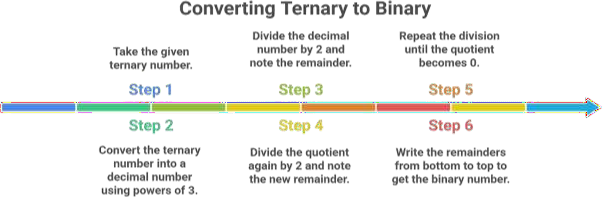 Converting Ternary to Binary
Take the given
ternary number.
Step 1
Step 2
Convert the ternary
number into a
decimal number
using powers of 3.
Divide the decimal
number by 2 and
note the remainder.
Step 3
Step 4
Divide the quotient
again by 2 and note
the new remainder.
Repeat the division
until the quotient
becomes 0.
Step 5
Step 6
Write the remainders
from bottom to top to
get the binary number.